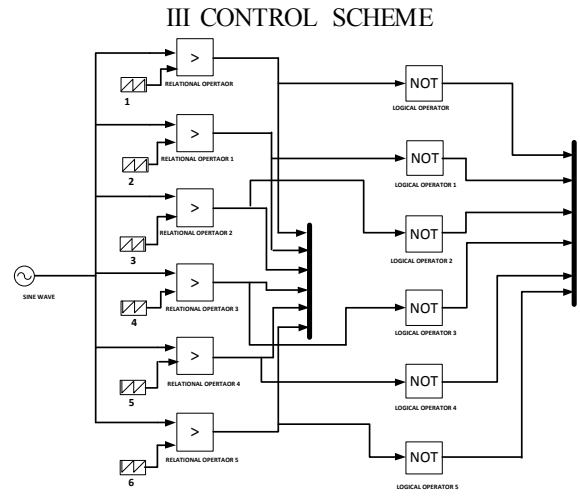 III CONTROL SCHEME
>
RELATIONAL OPERTAOR
1
NOT
LOGICAL OPERATOR
>
RELATIONAL OPERTAOR 1
2
NOT
LOGICAL OPERATOR 1
>
RELATIONAL OPERTAOR 2
3
NOT
LOGICAL OPERATOR 2
SINE WAVE
>
RELATIONAL OPERTAOR 3
4
NOT
LOGICAL OPERATOR 3
>
RELATIONAL OPERTAOR 4
5
NOT
LOGICAL OPERATOR 4
>
RELATIONAL OPERTAOR 5
6
NOT
LOGICAL OPERATOR 5